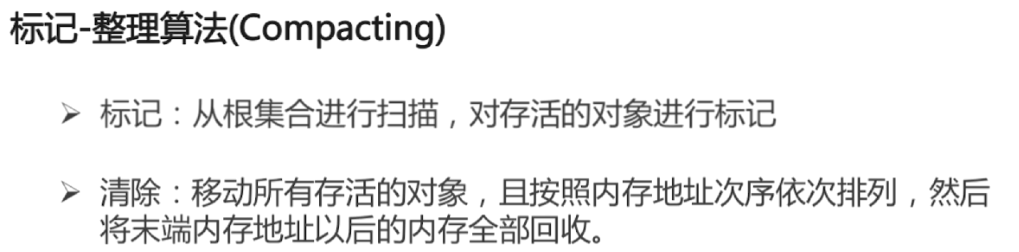 标记-整理算法(Compacting)
➢ 标记：从根集合进行扫描，对存活的对象进行标记
➢ 清除：移动所有存活的对象，且按照内存地址次序依次排列，然后
将末端内存地址以后的内存全部回收。